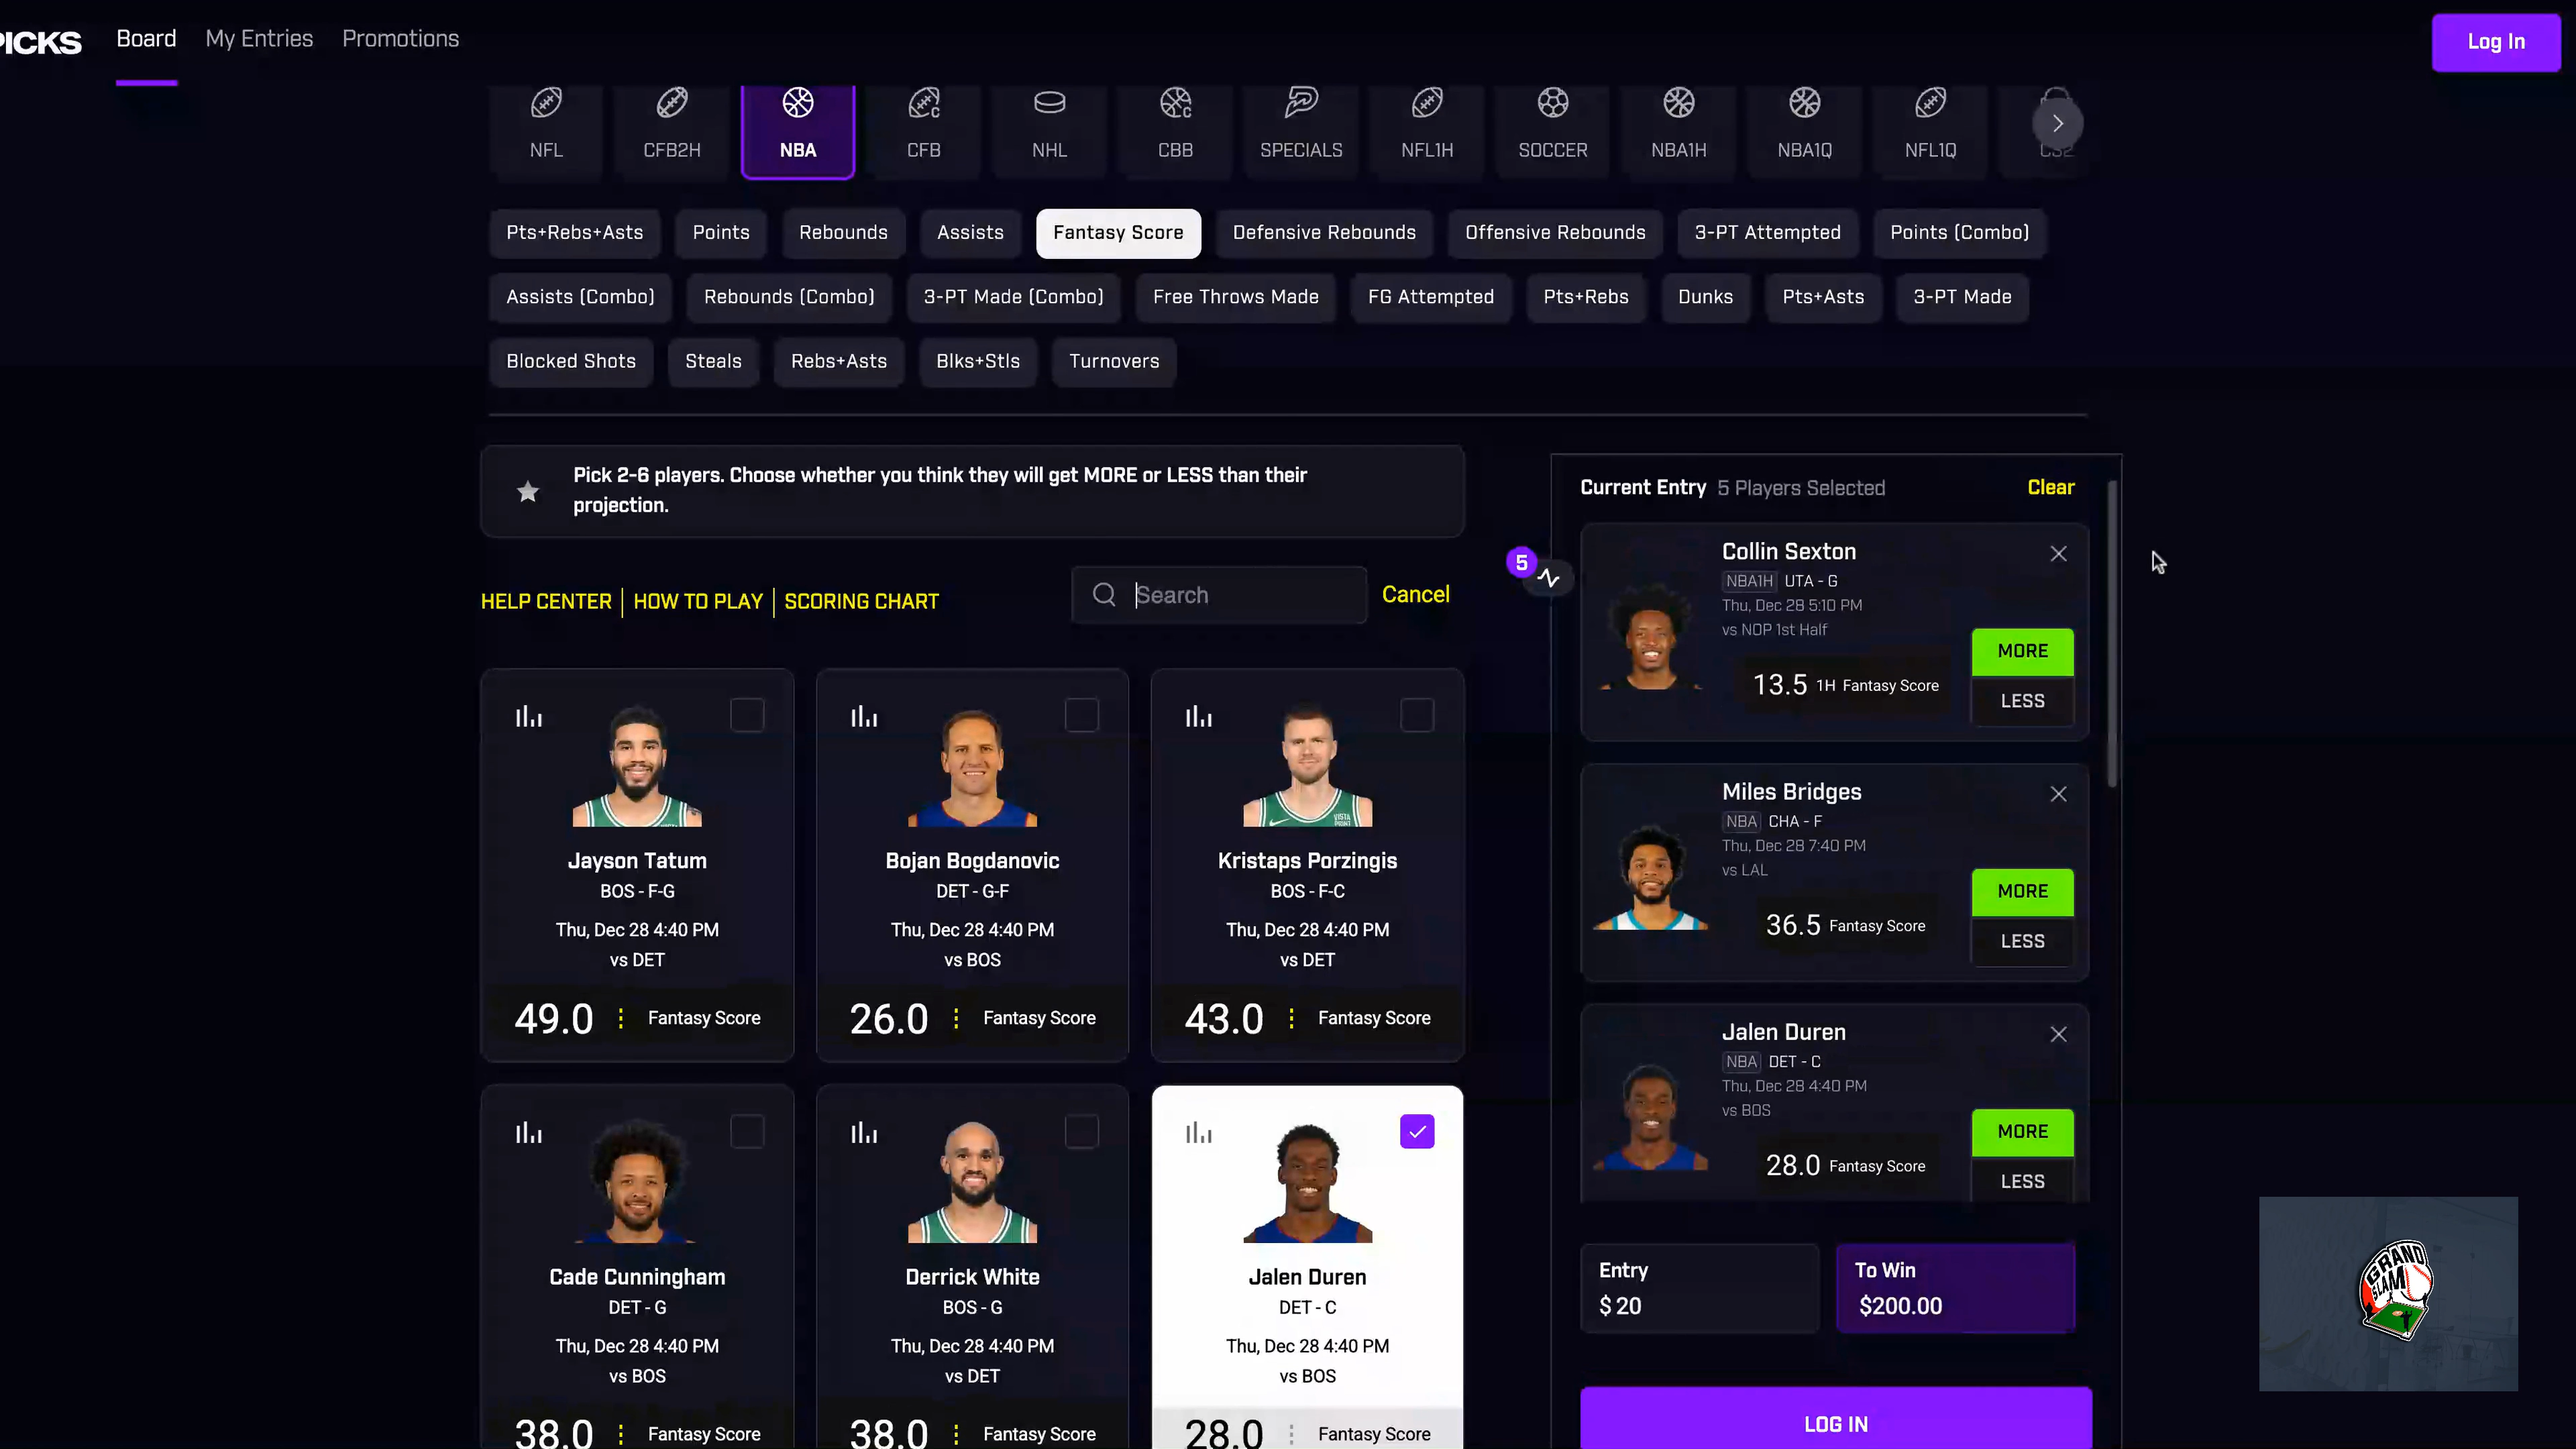 PICKS
Board
My Entries
Promotions
Log In
NFL
CFB2H
NBA
CFB
NHL
CBB
SPECIALS
NFL1H
SOCCER
NBA1H
NBA1Q
NFL1Q
CS2
Pts+Rebs+Asts
Points
Rebounds
Assists
Fantasy Score
Defensive Rebounds
Offensive Rebounds
3-PT Attempted
Points (Combo)
Assists (Combo)
Rebounds (Combo)
3-PT Made (Combo)
Free Throws Made
FG Attempted
Pts+Rebs
Dunks
Pts+Asts
3-PT Made
Blocked Shots
Steals
Rebs+Asts
Blks+Stls
Turnovers
Pick 2-6 players. Choose whether you think they will get MORE or LESS than their
projection.
HELP CENTER
HOW TO PLAY
SCORING CHART
Search
Cancel
Jayson Tatum
BOS - F-G
Thu, Dec 28 4:40 PM
vs DET
49.0 Fantasy Score
Bojan Bogdanovic
DET - G-F
Thu, Dec 28 4:40 PM
vs BOS
26.0 Fantasy Score
Kristaps Porzingis
BOS - F-C
Thu, Dec 28 4:40 PM
vs DET
43.0 Fantasy Score
Cade Cunningham
DET - G
Thu, Dec 28 4:40 PM
vs BOS
38.0 Fantasy Score
Derrick White
BOS - G
Thu, Dec 28 4:40 PM
vs DET
38.0 Fantasy Score
Jalen Duren
DET - C
Thu, Dec 28 4:40 PM
vs BOS
28.0 Fantasy Score
5
Current Entry 5 Players Selected
Clear
Collin Sexton
NBA1H UTA - G
Thu, Dec 28 5:10 PM
vs NOP 1st Half
13.5 1H Fantasy Score
MORE
LESS
Miles Bridges
NBA CHA - F
Thu, Dec 28 7:40 PM
vs LAL
36.5 Fantasy Score
MORE
LESS
Jalen Duren
NBA DET - C
Thu, Dec 28 4:40 PM
vs BOS
28.0 Fantasy Score
MORE
LESS
Entry
$ 20
To Win
$200.00
LOG IN
GRAND
SLAM